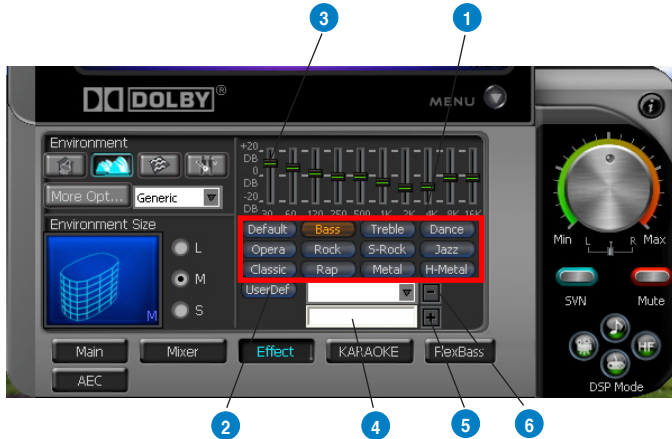 3
1
DOLBY®
MENU
i
Environment
More Opt... Generic
Environment Size
L
M
S
M
+20
DB
0
DB
-20
DB
30 60 120 250 500 1K 2K 4K 8K 16K
Default Bass Treble Dance
Opera Rock S-Rock Jazz
Classic Rap Metal H-Metal
UserDef
-
+
Min L R Max
SVN Mute
HF
DSP Mode
Main Mixer Effect KARAOKE FlexBass
AEC
2
4
5
6